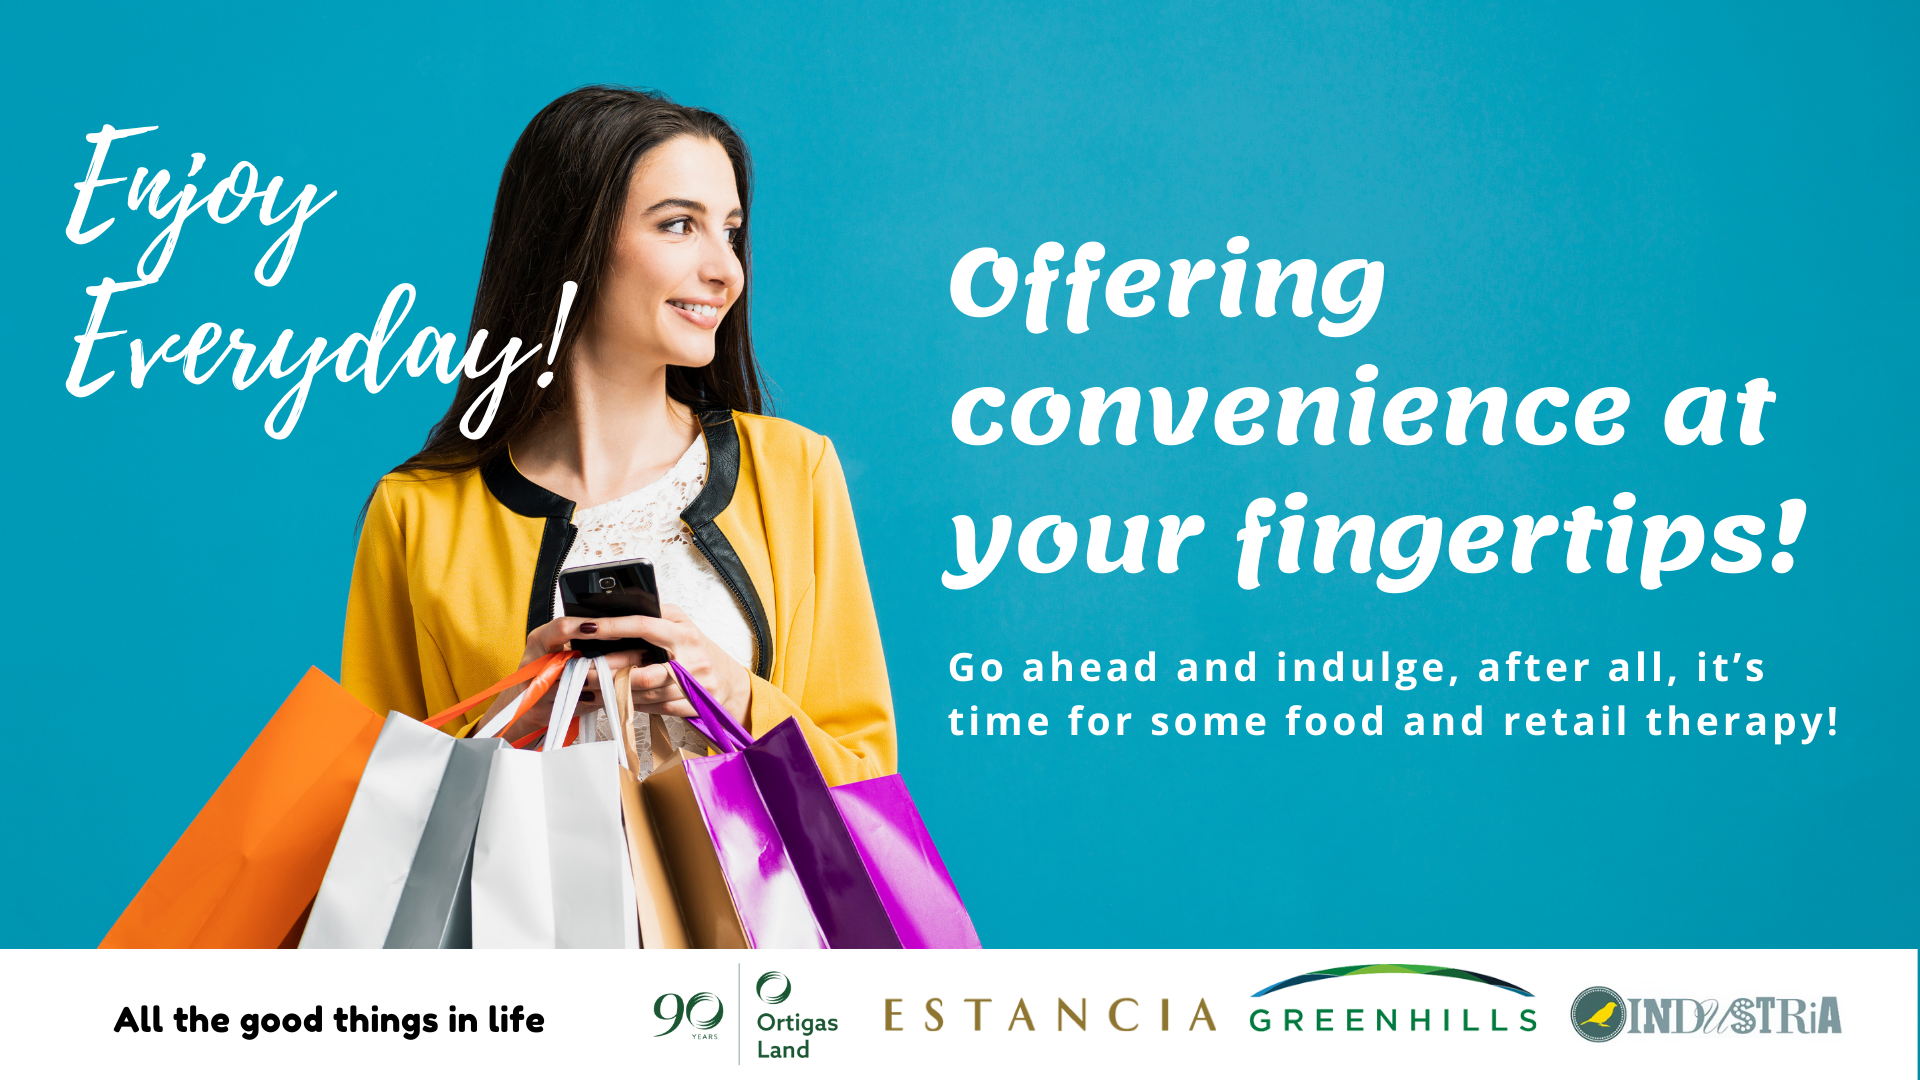 Enjoy
Everyday!
Offering
convenience at
your fingertips!
Go ahead and indulge, after all, it’s
time for some food and retail therapy!
All the good things in life
90
YEARS
Ortigas
Land
ESTANCIA
GREENHILLS
INDUSTRiA